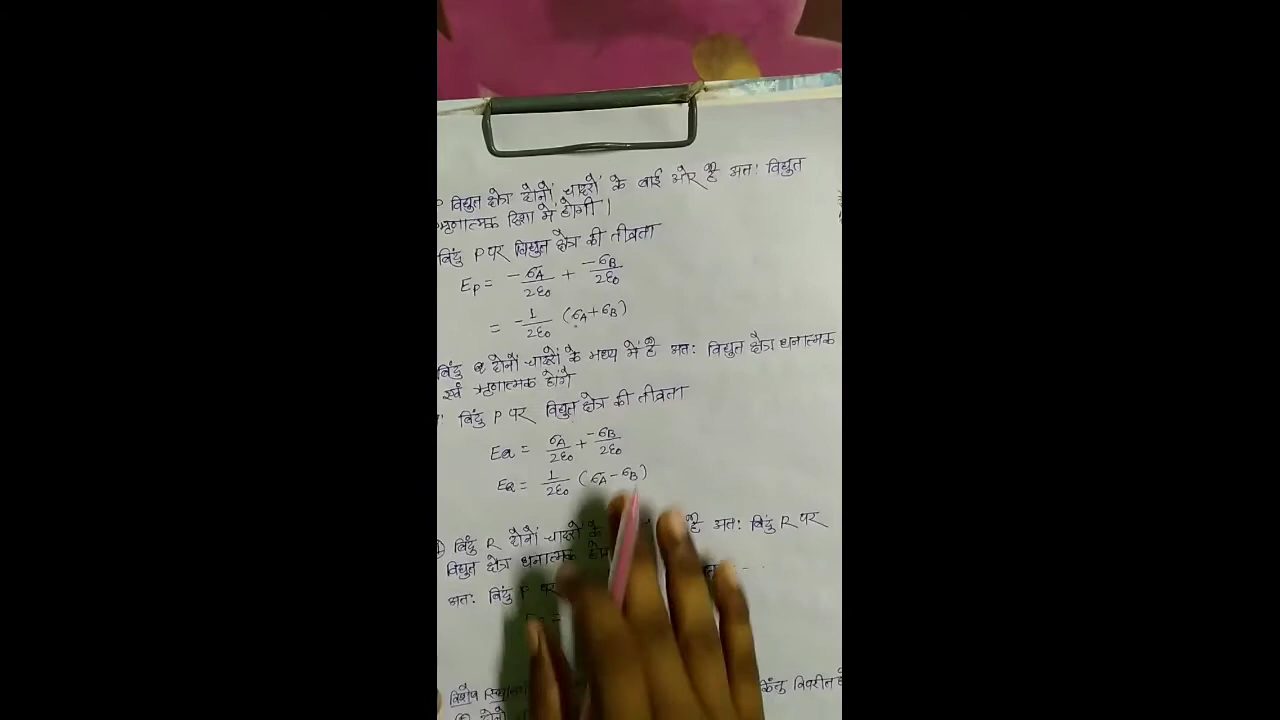 विद्युत क्षेत्र दोनों चादरों के बाई ओर है अतः विद्युत
ऋणात्मक दिशा में होगी।
बिंदु P पर विद्युत क्षेत्र की तीव्रता
Ep = -σA/2ε₀ + -σB/2ε₀
= -1/2ε₀ (σA+σB)
बिंदु Q दोनों चादरों के मध्य में है अतः विद्युत क्षेत्र धनात्मक
एवं ऋणात्मक होंगे
बिंदु P पर विद्युत क्षेत्र की तीव्रता
EQ = σA/2ε₀ + -σB/2ε₀
EQ = 1/2ε₀ (σA-σB)
बिंदु R दोनों चादरों के है अतः बिंदु R पर
विद्युत क्षेत्र धनात्मक
अतः बिंदु P पर
विशेष किन्तु विपरीत